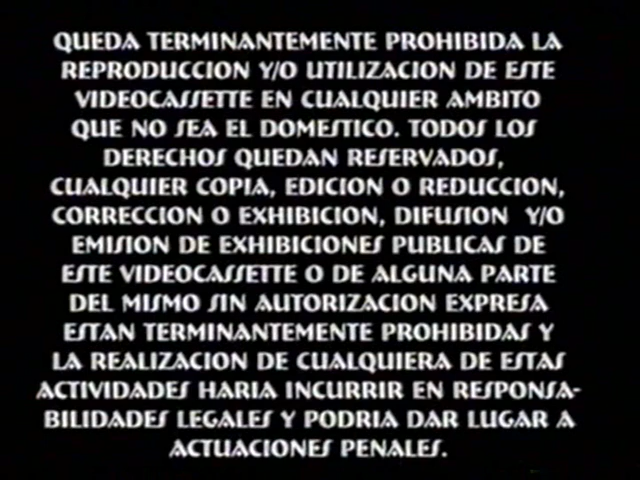 QUEDA TERMINANTEMENTE PROHIBIDA LA
REPRODUCCION Y/O UTILIZACION DE ESTE
VIDEOCASSETTE EN CUALQUIER AMBITO
QUE NO SEA EL DOMESTICO. TODOS LOS
DERECHOS QUEDAN RESERVADOS,
CUALQUIER COPIA, EDICION O REDUCCION,
CORRECCION O EXHIBICION, DIFUSION Y/O
EMISION DE EXHIBICIONES PUBLICAS DE
ESTE VIDEOCASSETTE O DE ALGUNA PARTE
DEL MISMO SIN AUTORIZACION EXPRESA
ESTAN TERMINANTEMENTE PROHIBIDAS Y
LA REALIZACION DE CUALQUIERA DE ESTAS
ACTIVIDADES HARIA INCURRIR EN RESPONSA-
BILIDADES LEGALES Y PODRIA DAR LUGAR A
ACTUACIONES PENALES.